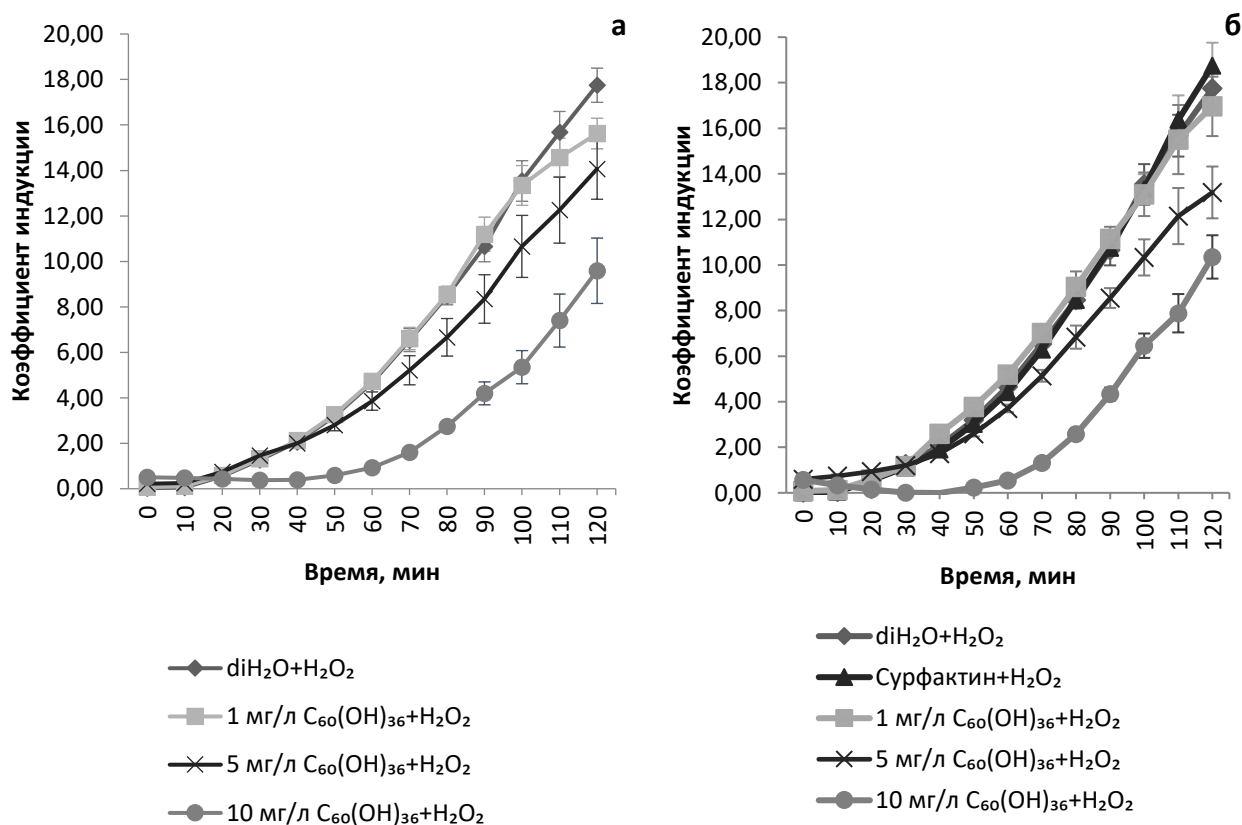 а
20,00
18,00
16,00
14,00
12,00
10,00
8,00
6,00
4,00
2,00
0,00
Коэффициент индукции
0 10 20 30 40 50 60 70 80 90 100 110 120
Время, мин
diH₂O+H₂O₂
1 мг/л C₆₀(OH)₃₆+H₂O₂
5 мг/л C₆₀(OH)₃₆+H₂O₂
10 мг/л C₆₀(OH)₃₆+H₂O₂
б
20,00
18,00
16,00
14,00
12,00
10,00
8,00
6,00
4,00
2,00
0,00
Коэффициент индукции
0 10 20 30 40 50 60 70 80 90 100 110 120
Время, мин
diH₂O+H₂O₂
Сурфактин+H₂O₂
1 мг/л C₆₀(OH)₃₆+H₂O₂
5 мг/л C₆₀(OH)₃₆+H₂O₂
10 мг/л C₆₀(OH)₃₆+H₂O₂